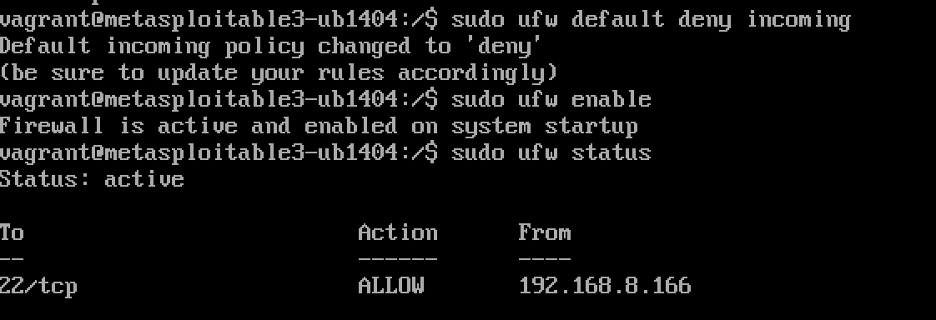 vagrant@metasploitable3-ub1404:/$ sudo ufw default deny incoming
Default incoming policy changed to 'deny'
(be sure to update your rules accordingly)
vagrant@metasploitable3-ub1404:/$ sudo ufw enable
Firewall is active and enabled on system startup
vagrant@metasploitable3-ub1404:/$ sudo ufw status
Status: active
To Action From
-- ------ ----
22/tcp ALLOW 192.168.8.166